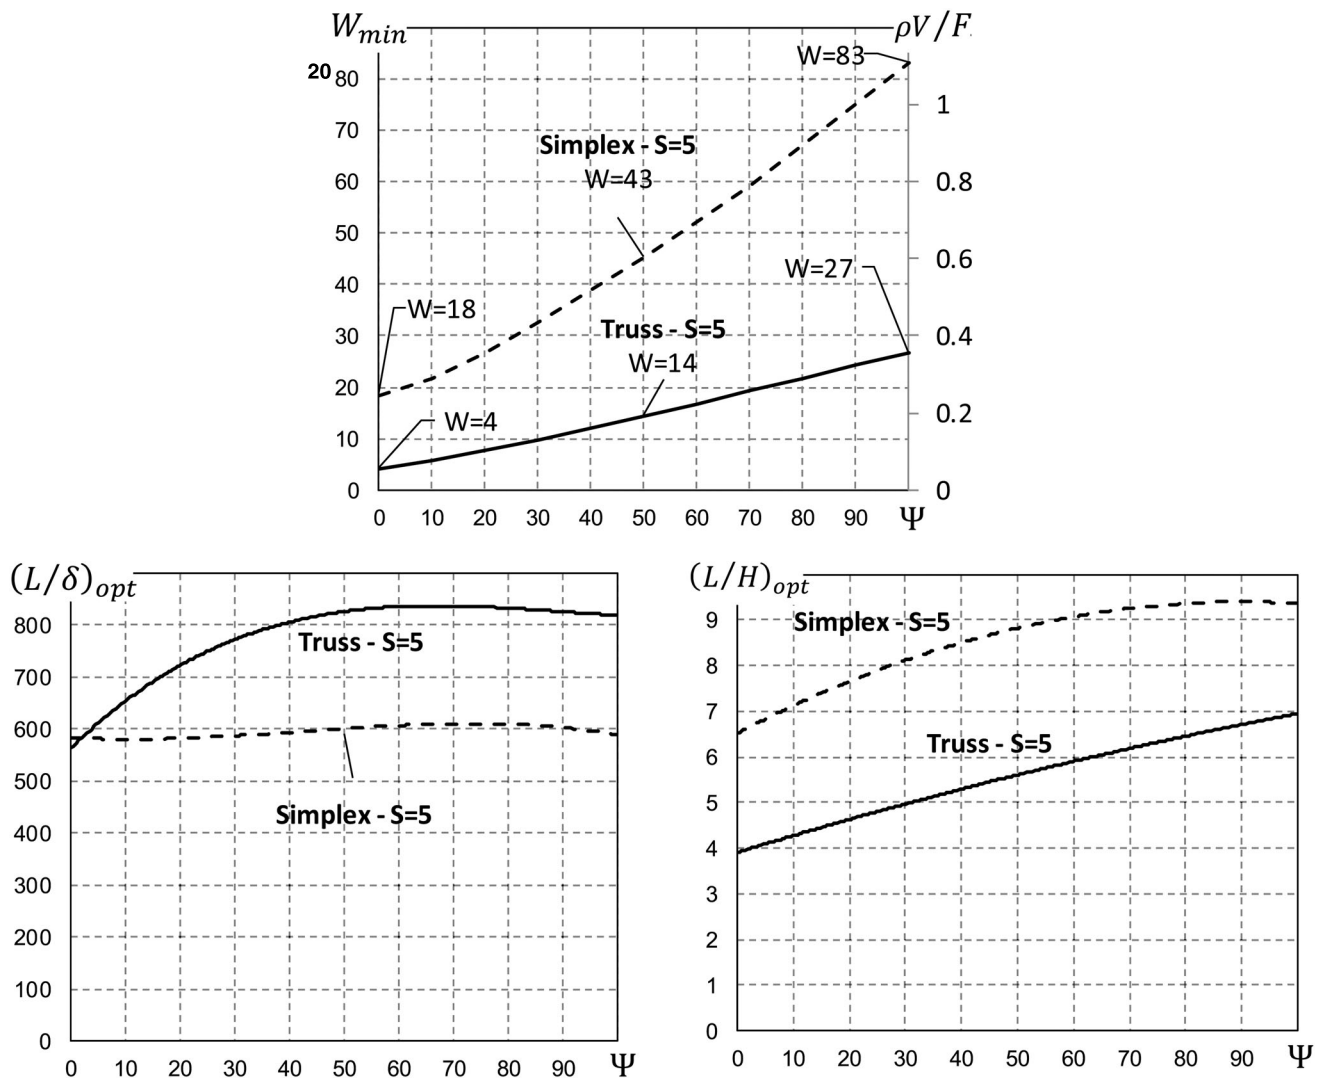 W_min ρV/F
W=83
20 80
1
70
Simplex - S=5
W=43
60 0.8
50
0.6
W=27
40
W=18
30 0.4
Truss - S=5
W=14
20
0.2
W=4
10
0 0
0 10 20 30 40 50 60 70 80 90 Ψ
(L/δ)_opt
800
Truss - S=5
700
600
500
Simplex - S=5
400
300
200
100
0
0 10 20 30 40 50 60 70 80 90 Ψ
(L/H)_opt
9
Simplex - S=5
8
7
Truss - S=5
6
5
4
3
2
1
0
0 10 20 30 40 50 60 70 80 90 Ψ